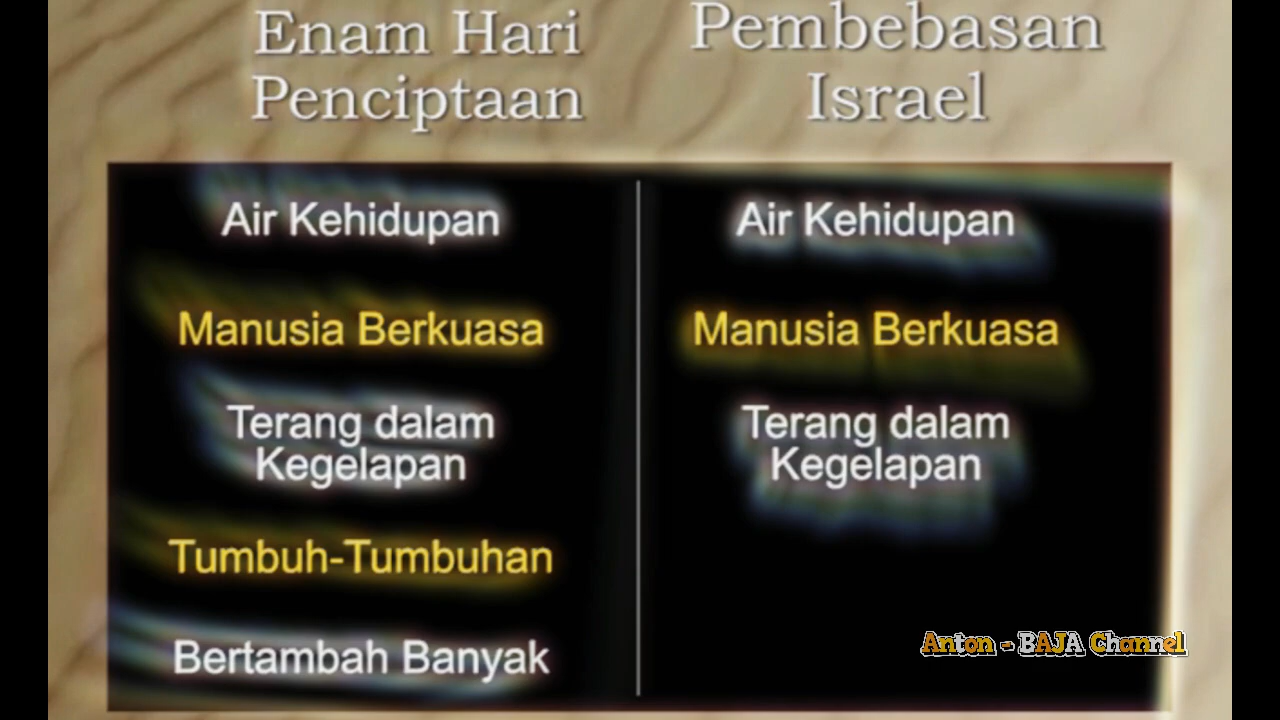 Enam Hari
Penciptaan
Pembebasan
Israel
Air Kehidupan
Air Kehidupan
Manusia Berkuasa
Manusia Berkuasa
Terang dalam
Kegelapan
Terang dalam
Kegelapan
Tumbuh-Tumbuhan
Bertambah Banyak
Anton - BAJA Channel